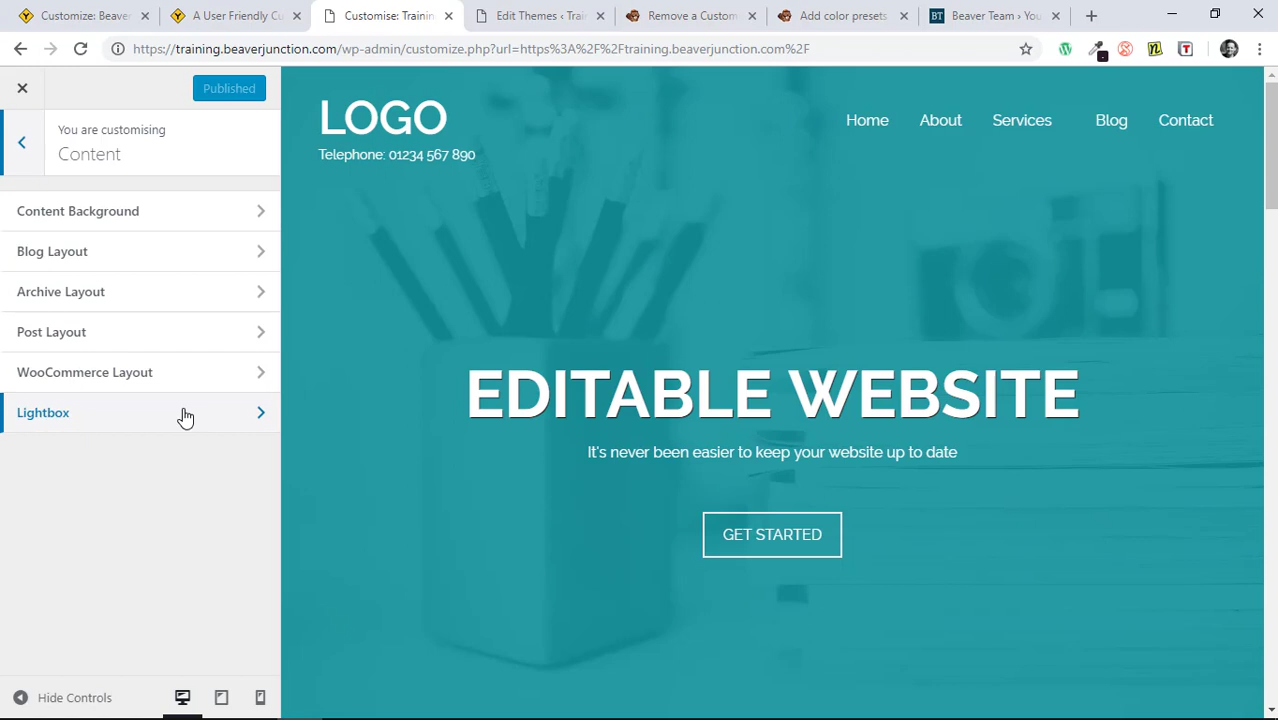 Customize: Beaver
A User Friendly Cu
Customise: Trainin
Edit Themes ‹ Trai
Remove a Custom
Add color presets
BT
Beaver Team › You
https://training.beaverjunction.com/wp-admin/customize.php?url=https%3A%2F%2Ftraining.beaverjunction.com%2F
Published
You are customising
Content
Content Background
Blog Layout
Archive Layout
Post Layout
WooCommerce Layout
Lightbox
Hide Controls
LOGO
Telephone: 01234 567 890
Home About Services Blog Contact
EDITABLE WEBSITE
It's never been easier to keep your website up to date
GET STARTED